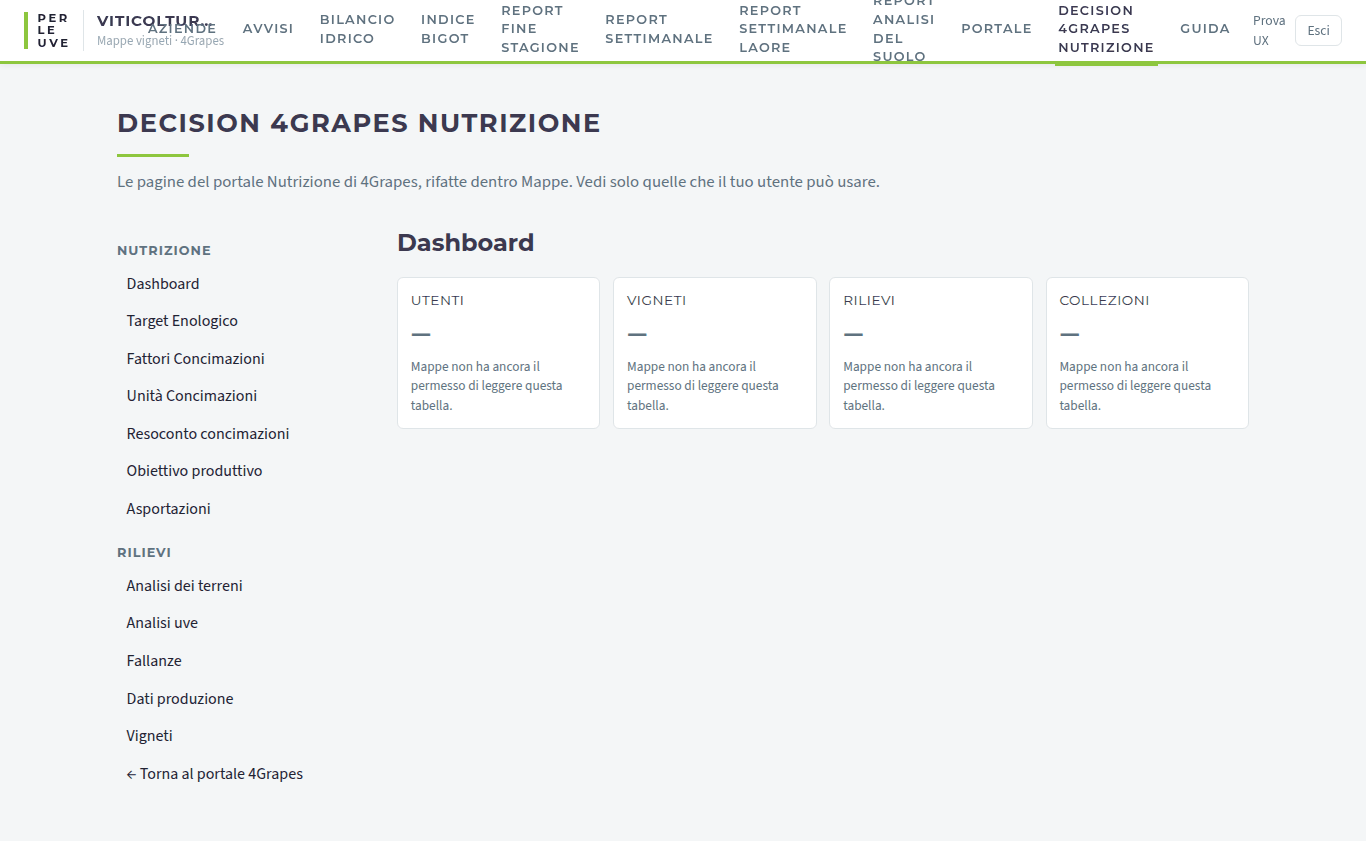 PER
LE
UVE
VITICOLTUR...
Mappe vigneti · 4Grapes
AZIENDE
AVVISI
BILANCIO
IDRICO
INDICE
BIGOT
REPORT
FINE
STAGIONE
REPORT
SETTIMANALE
REPORT
SETTIMANALE
LAORE
REPORT
ANALISI
DEL
SUOLO
PORTALE
DECISION
4GRAPES
NUTRIZIONE
GUIDA
Prova
UX
Esci
DECISION 4GRAPES NUTRIZIONE
Le pagine del portale Nutrizione di 4Grapes, rifatte dentro Mappe. Vedi solo quelle che il tuo utente può usare.
NUTRIZIONE
Dashboard
Target Enologico
Fattori Concimazioni
Unità Concimazioni
Resoconto concimazioni
Obiettivo produttivo
Asportazioni
RILIEVI
Analisi dei terreni
Analisi uve
Fallanze
Dati produzione
Vigneti
← Torna al portale 4Grapes
Dashboard
UTENTI
—
Mappe non ha ancora il
permesso di leggere questa
tabella.
VIGNETI
—
Mappe non ha ancora il
permesso di leggere questa
tabella.
RILIEVI
—
Mappe non ha ancora il
permesso di leggere questa
tabella.
COLLEZIONI
—
Mappe non ha ancora il
permesso di leggere questa
tabella.